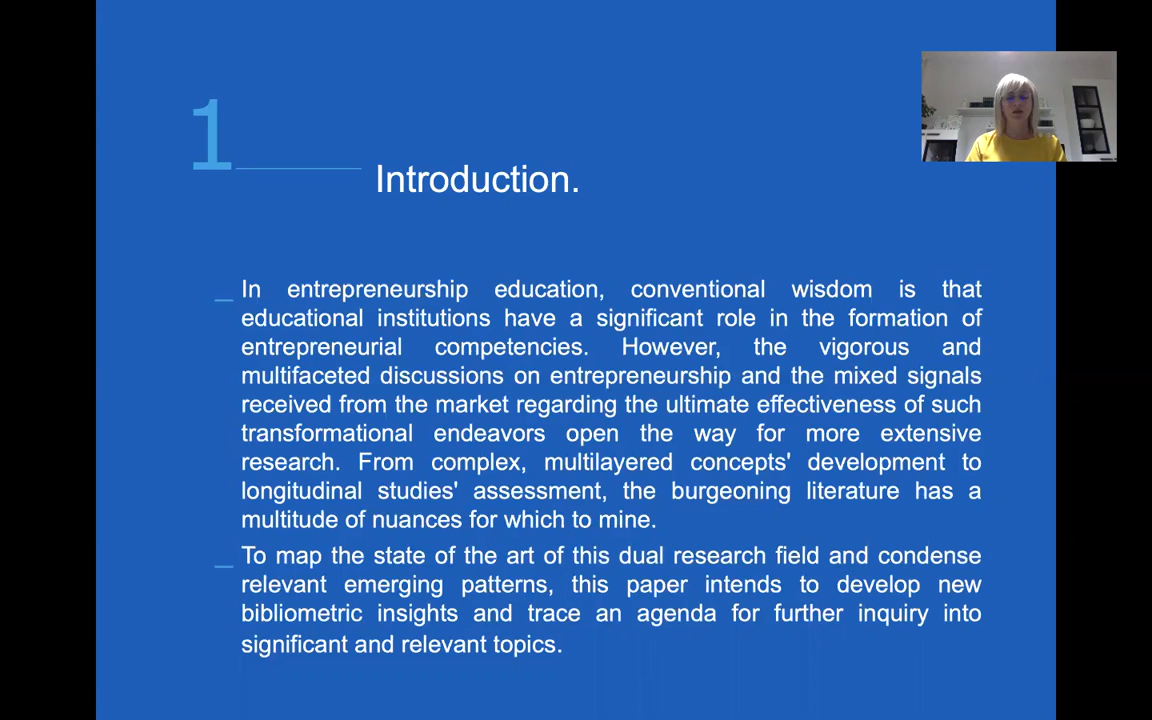 1
Introduction.
In entrepreneurship education, conventional wisdom is that
educational institutions have a significant role in the formation of
entrepreneurial competencies. However, the vigorous and
multifaceted discussions on entrepreneurship and the mixed signals
received from the market regarding the ultimate effectiveness of such
transformational endeavors open the way for more extensive
research. From complex, multilayered concepts' development to
longitudinal studies' assessment, the burgeoning literature has a
multitude of nuances for which to mine.
To map the state of the art of this dual research field and condense
relevant emerging patterns, this paper intends to develop new
bibliometric insights and trace an agenda for further inquiry into
significant and relevant topics.